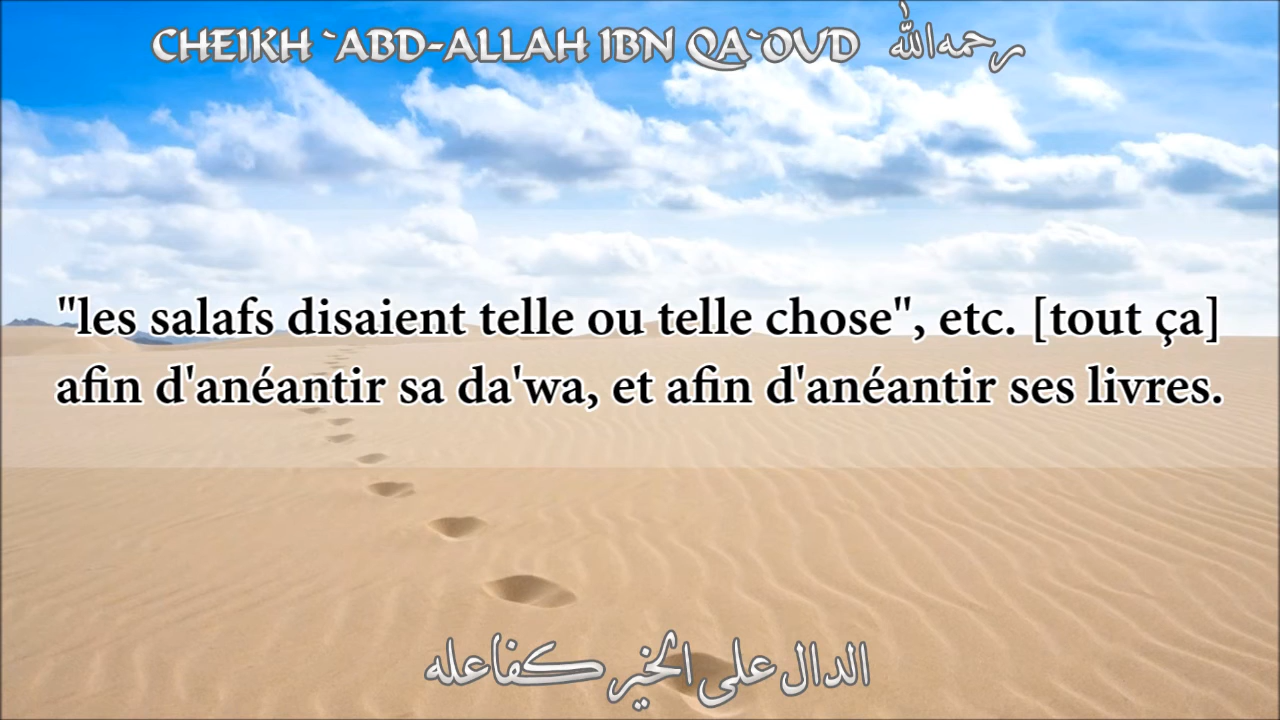 CHEIKH `ABD-ALLAH IBN QA`OUD رحمه الله
"les salafs disaient telle ou telle chose", etc. [tout ça]
afin d'anéantir sa da'wa, et afin d'anéantir ses livres.
الدال على الخير كفاعله